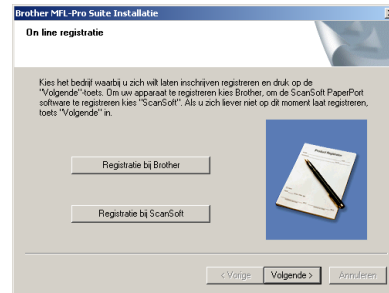 Brother MFL-Pro Suite Installatie
On line registratie
Kies het bedrijf waarbij u zich wilt laten inschrijven registreren en druk op de
"Volgende"-toets. Om uw apparaat te registreren kies Brother, om de ScanSoft PaperPort
software te registreren kies "ScanSoft". Als u zich liever niet op dit moment laat registreren,
toets "Volgende" in.
Registratie bij Brother
Registratie bij ScanSoft
< Vorige
Volgende >
Annuleren